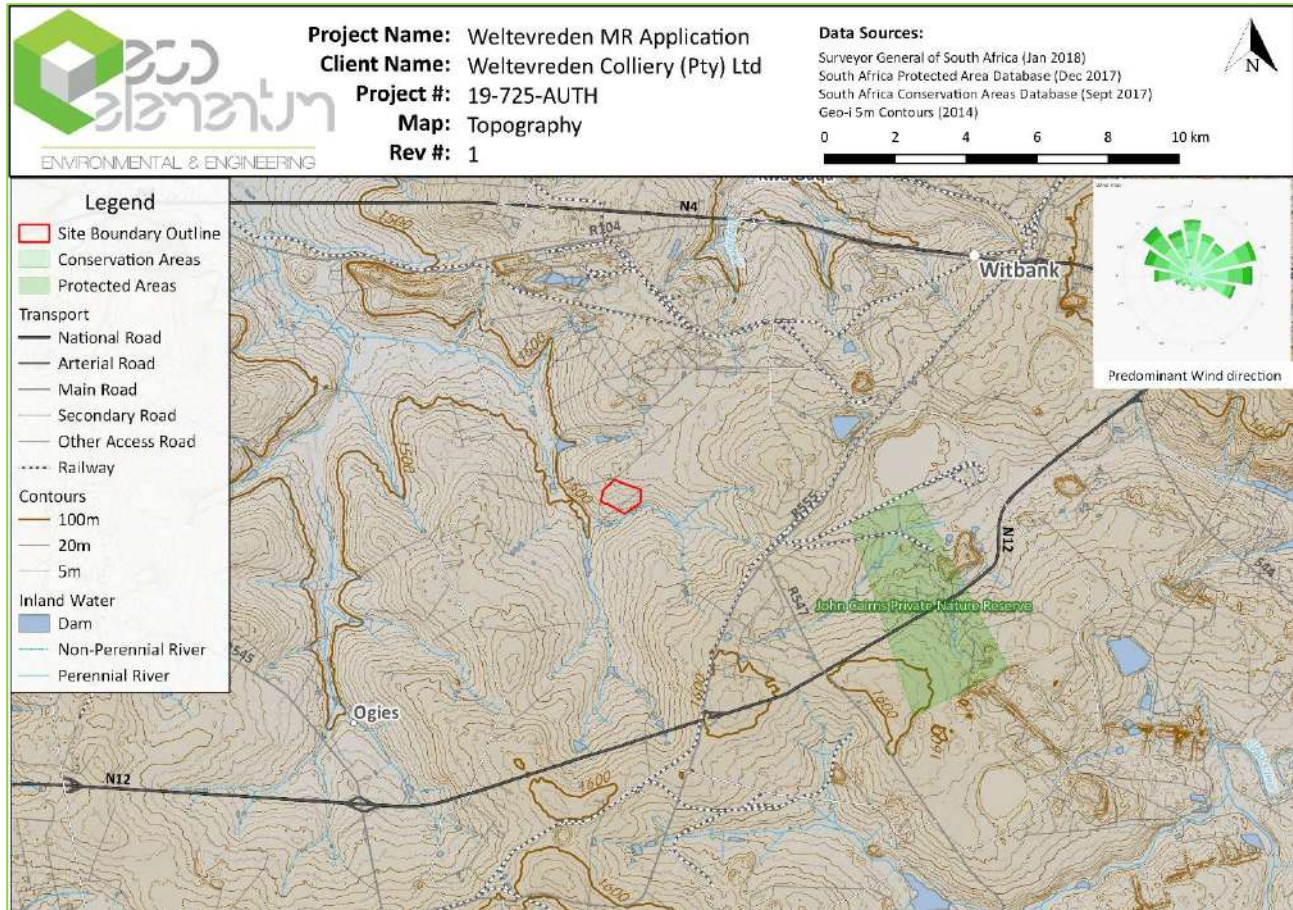 eco
elementum
ENVIRONMENTAL & ENGINEERING
Project Name: Weltevreden MR Application
Client Name: Weltevreden Colliery (Pty) Ltd
Project #: 19-725-AUTH
Map: Topography
Rev #: 1
Data Sources:
Surveyor General of South Africa (Jan 2018)
South Africa Protected Area Database (Dec 2017)
South Africa Conservation Areas Database (Sept 2017)
Geo-i 5m Contours (2014)
0 2 4 6 8 10 km
N
Legend
Site Boundary Outline
Conservation Areas
Protected Areas
Transport
National Road
Arterial Road
Main Road
Secondary Road
Other Access Road
Railway
Contours
100m
20m
5m
Inland Water
Dam
Non-Perennial River
Perennial River
N4
R104
1500
Witbank
Predominant Wind direction
1500
1500
1500
R555
N12
R547
544
John Cairns Private Nature Reserve
R545
1600
1600
1600
Ogies
N12
1600
1600